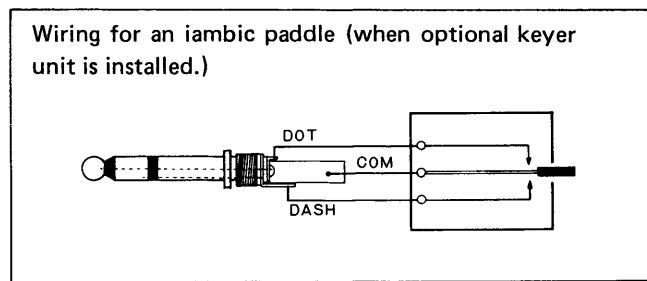 Wiring for an iambic paddle (when optional keyer
unit is installed.)
DOT
COM
DASH